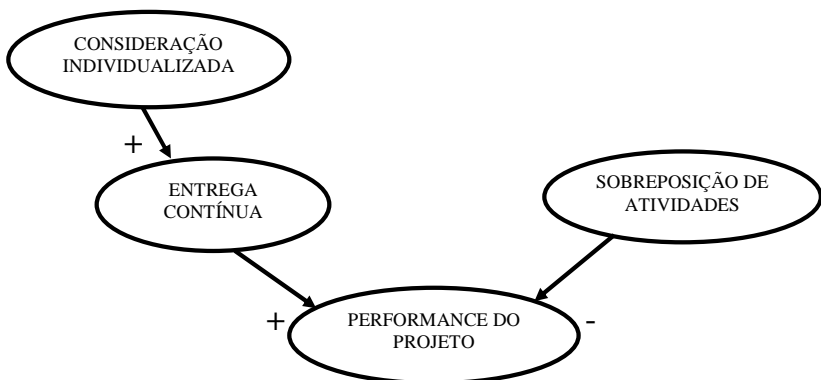 CONSIDERAÇÃO
INDIVIDUALIZADA
+
ENTREGA
CONTÍNUA
SOBREPOSIÇÃO DE
ATIVIDADES
+
PERFORMANCE DO
PROJETO
-